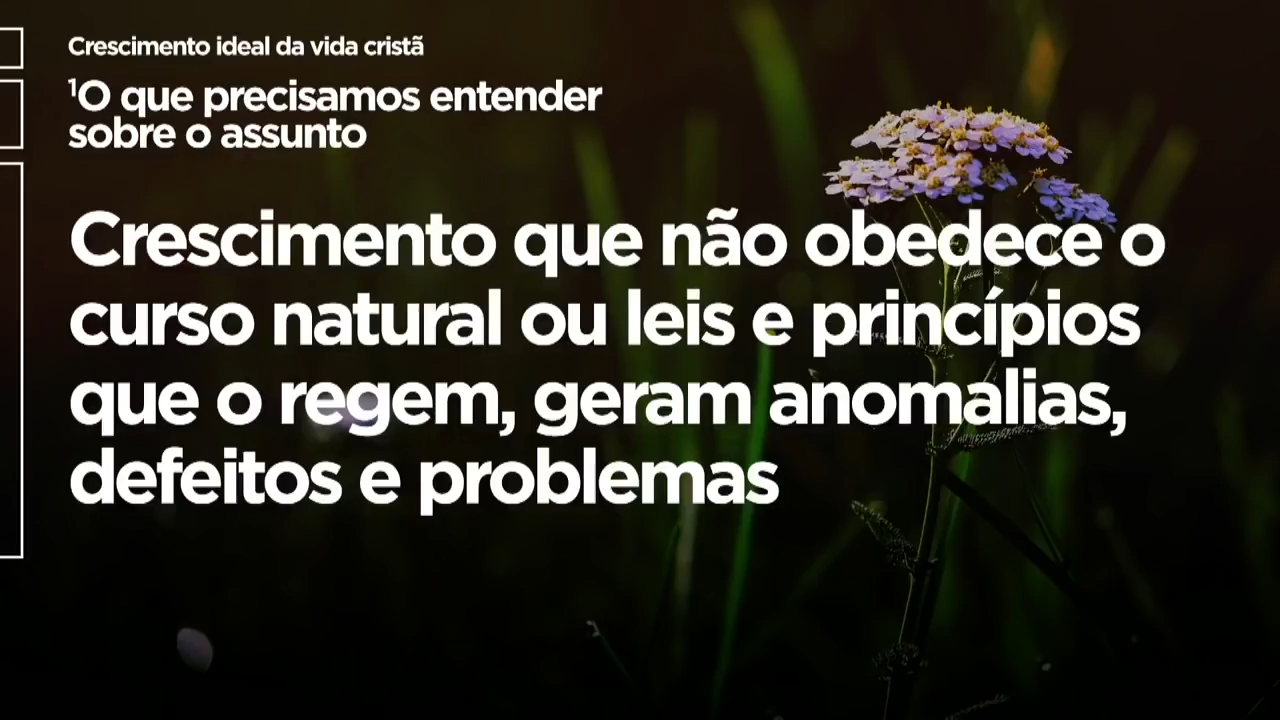 Crescimento ideal da vida cristã
¹O que precisamos entender
sobre o assunto
Crescimento que não obedece o
curso natural ou leis e princípios
que o regem, geram anomalias,
defeitos e problemas